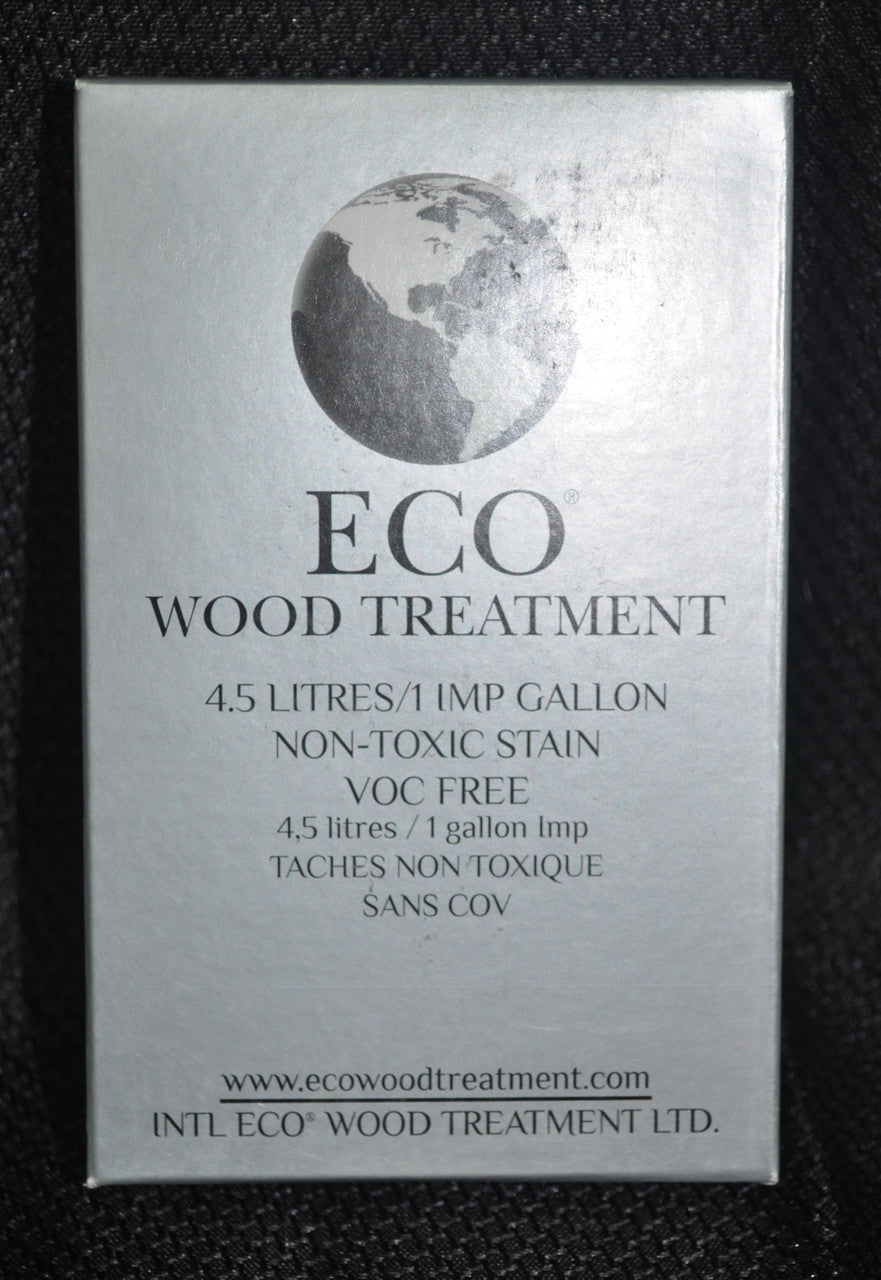 ECO®
WOOD TREATMENT
4.5 LITRES/1 IMP GALLON
NON-TOXIC STAIN
VOC FREE
4,5 litres / 1 gallon Imp
TACHES NON TOXIQUE
SANS COV
www.ecowoodtreatment.com
INTL ECO® WOOD TREATMENT LTD.